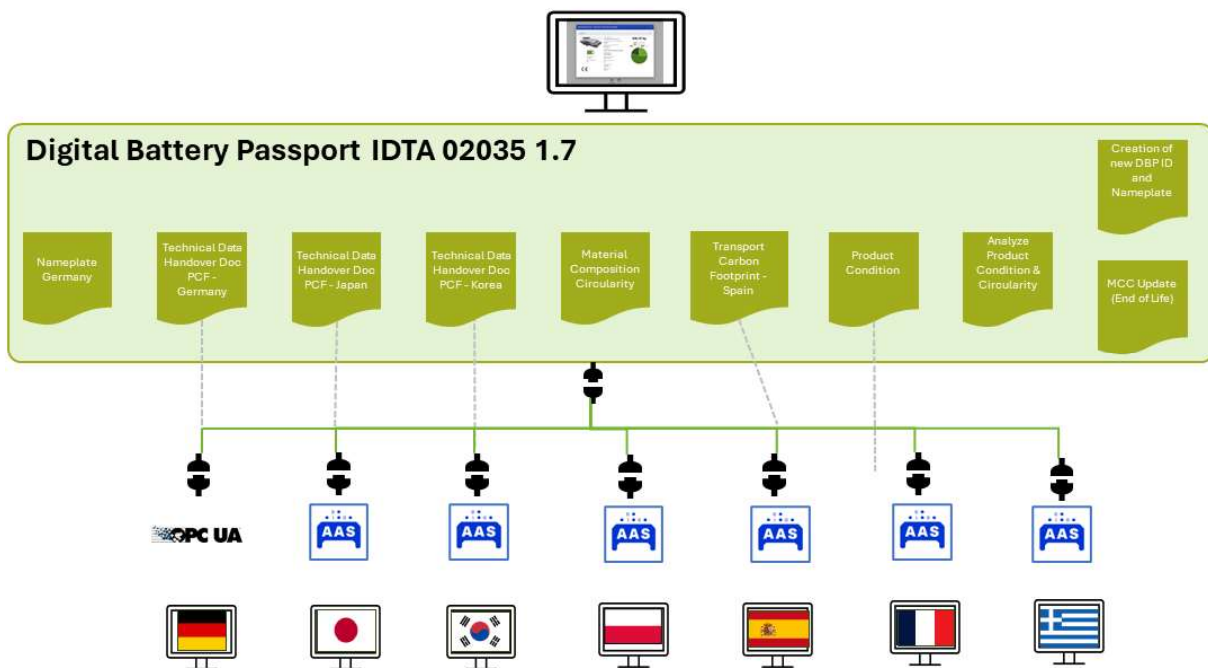 Digital Battery Passport IDTA 02035 1.7
Creation of
new DBP ID
and
Nameplate
Nameplate
Germany
Technical Data
Handover Doc
PCF -
Germany
Technical Data
Handover Doc
PCF - Japan
Technical Data
Handover Doc
PCF - Korea
Material
Composition
Circularity
Transport
Carbon
Footprint -
Spain
Product
Condition
Analyze
Product
Condition &
Circularity
MCC Update
(End of Life)
OPC UA
AAS
AAS
AAS
AAS
AAS
AAS